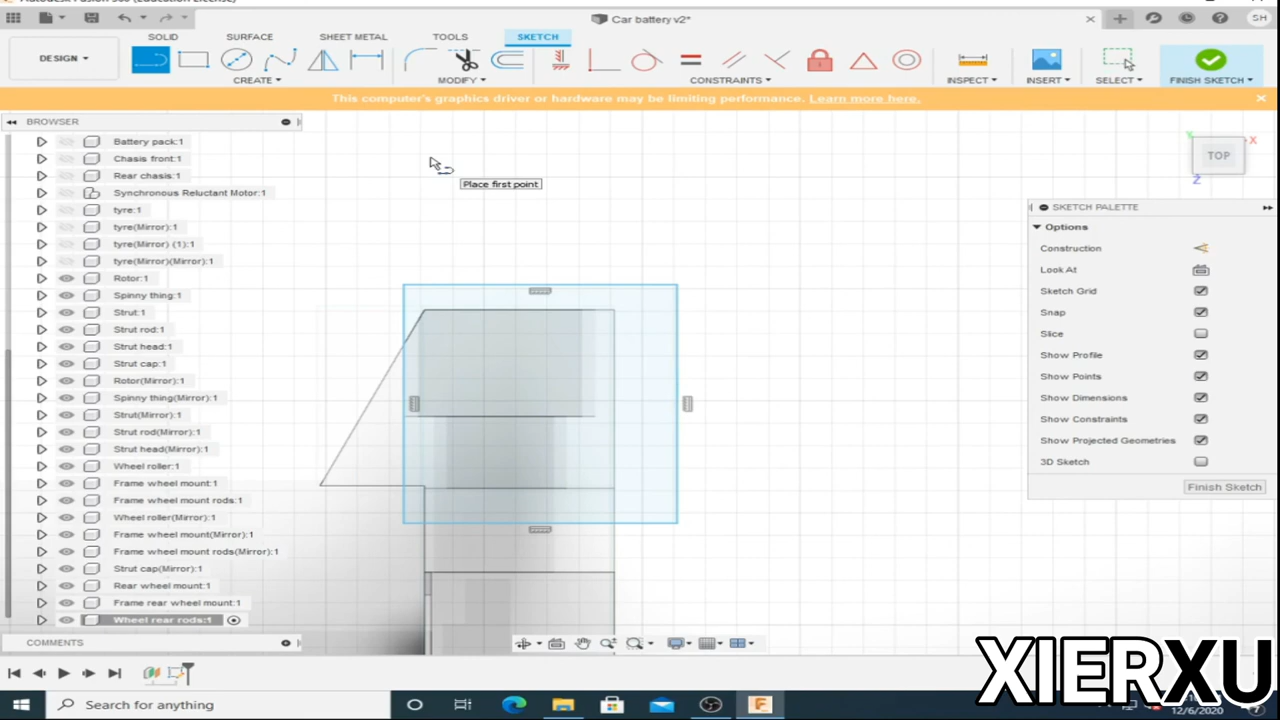 Car battery v2*
SH
DESIGN
SOLID
SURFACE
SHEET METAL
TOOLS
SKETCH
CREATE
MODIFY
CONSTRAINTS
INSPECT
INSERT
SELECT
FINISH SKETCH
This computer's graphics driver or hardware may be limiting performance. Learn more here.
BROWSER
Battery pack:1
Chasis front:1
Rear chasis:1
Synchronous Reluctant Motor:1
tyre:1
tyre(Mirror):1
tyre(Mirror) (1):1
tyre(Mirror)(Mirror):1
Rotor:1
Spinny thing:1
Strut:1
Strut rod:1
Strut head:1
Strut cap:1
Rotor(Mirror):1
Spinny thing(Mirror):1
Strut(Mirror):1
Strut rod(Mirror):1
Strut head(Mirror):1
Wheel roller:1
Frame wheel mount:1
Frame wheel mount rods:1
Wheel roller(Mirror):1
Frame wheel mount(Mirror):1
Frame wheel mount rods(Mirror):1
Strut cap(Mirror):1
Rear wheel mount:1
Frame rear wheel mount:1
Wheel rear rods:1
Place first point
TOP
X
Y
Z
SKETCH PALETTE
Options
Construction
Look At
Sketch Grid
Snap
Slice
Show Profile
Show Points
Show Dimensions
Show Constraints
Show Projected Geometries
3D Sketch
Finish Sketch
COMMENTS
XIERXU
Search for anything
12/6/2020